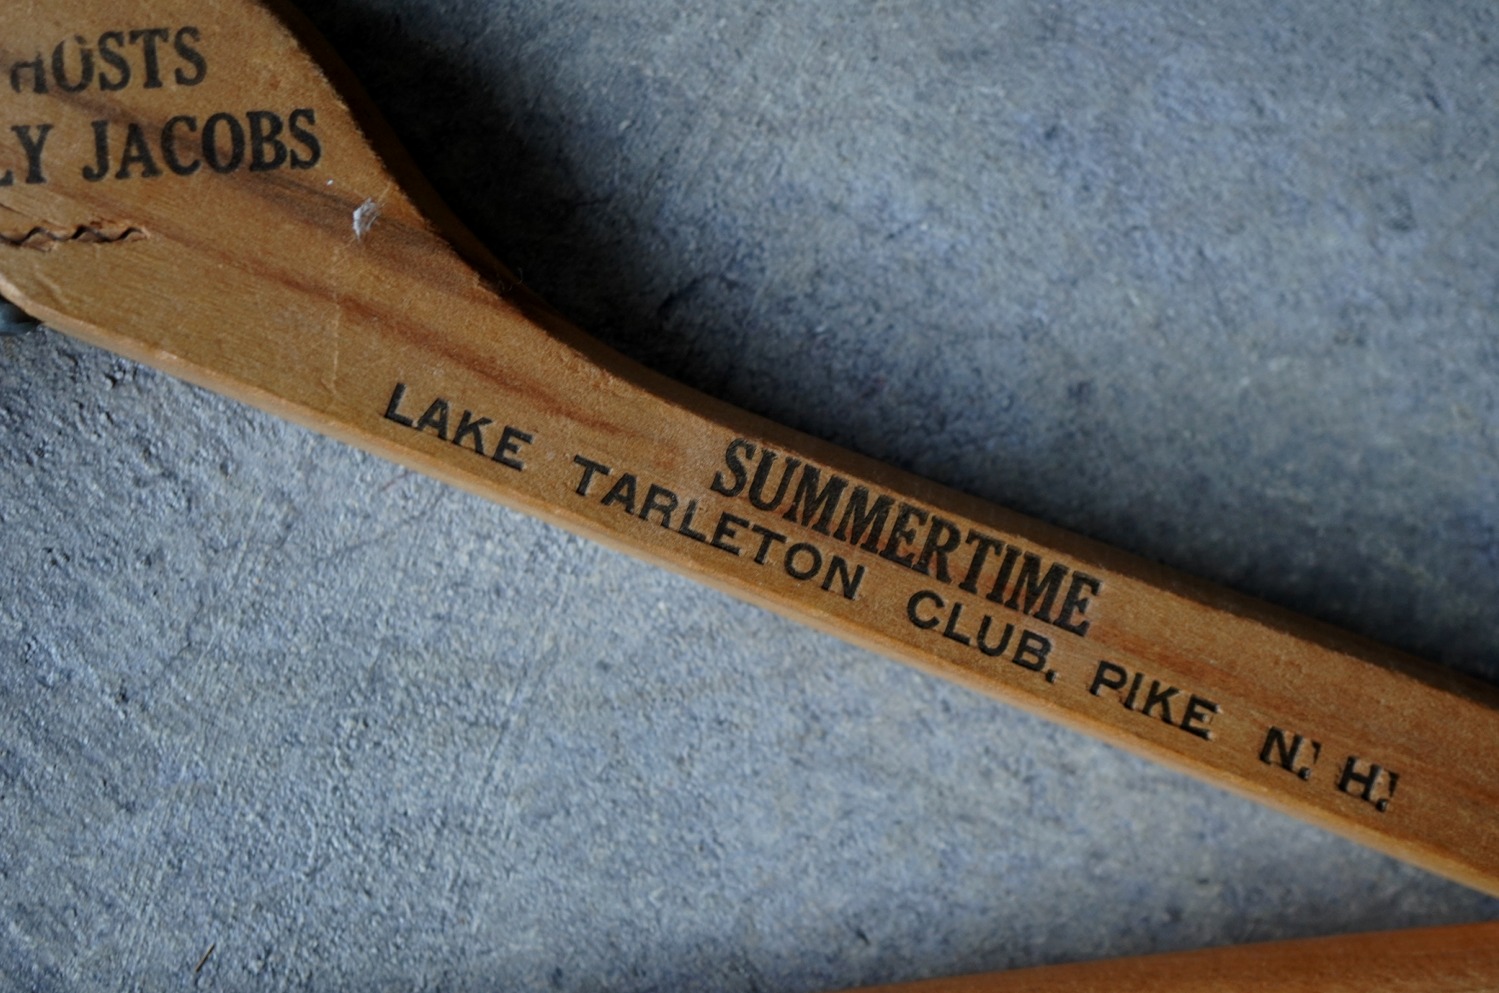 HOSTS
LY JACOBS
SUMMERTIME
LAKE TARLETON CLUB, PIKE N. H.